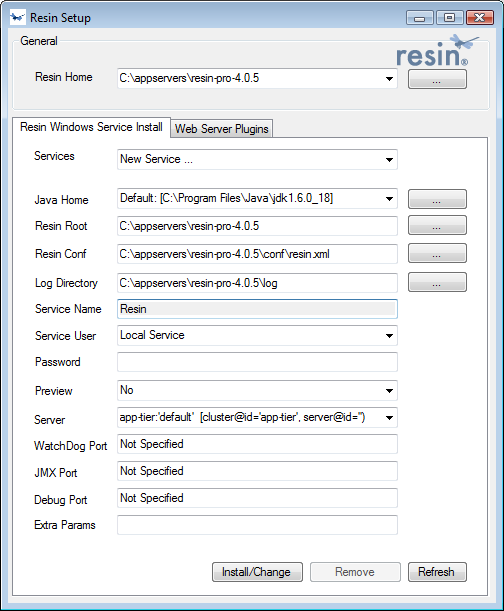 Resin Setup
General
resin®
Resin Home C:\appservers\resin-pro-4.0.5 ...
Resin Windows Service Install Web Server Plugins
Services New Service ...
Java Home Default: [C:\Program Files\Java\jdk1.6.0_18] ...
Resin Root C:\appservers\resin-pro-4.0.5 ...
Resin Conf C:\appservers\resin-pro-4.0.5\conf\resin.xml ...
Log Directory C:\appservers\resin-pro-4.0.5\log ...
Service Name Resin
Service User Local Service
Password
Preview No
Server app-tier:'default' [cluster@id='app-tier', server@id='')
WatchDog Port Not Specified
JMX Port Not Specified
Debug Port Not Specified
Extra Params
Install/Change Remove Refresh